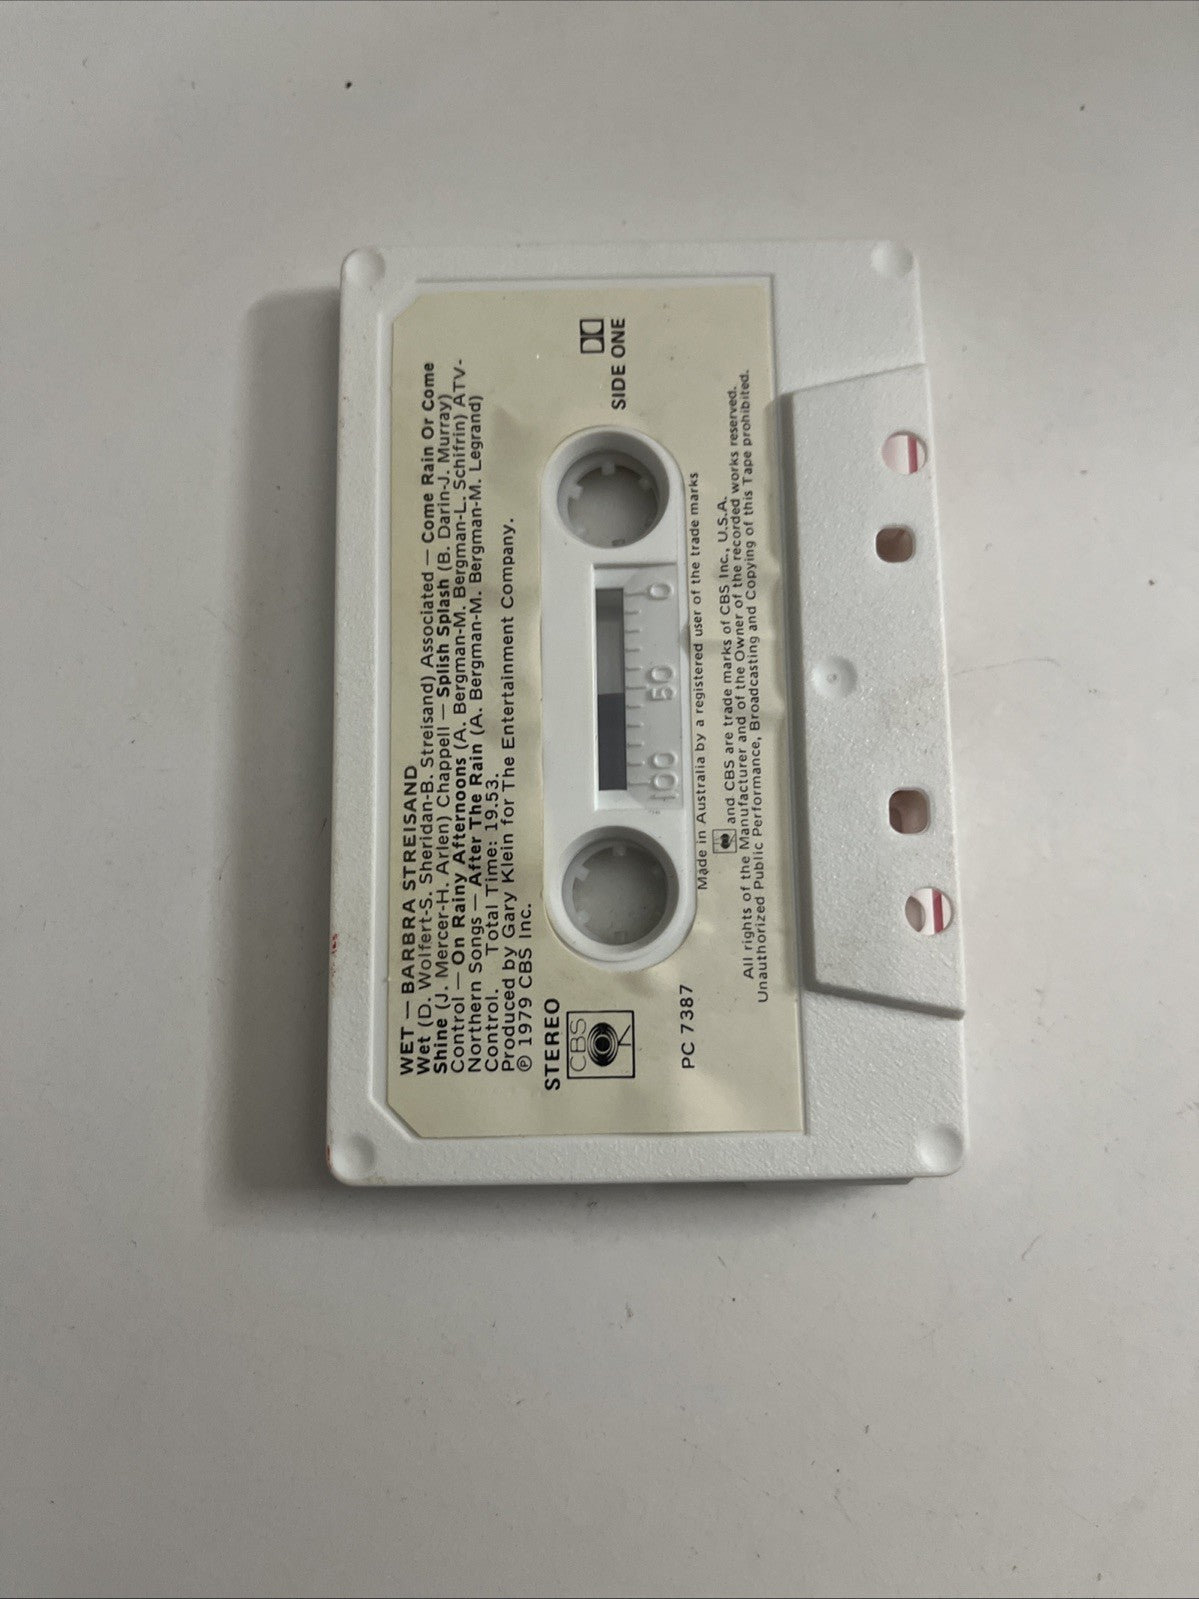 WET — BARBRA STREISAND
Wet (D. Wolfert-S. Sheridan-B. Streisand) Associated — Come Rain Or Come
Shine (J. Mercer-H. Arlen) Chappell — Splish Splash (B. Darin-J. Murray)
Control — On Rainy Afternoons (A. Bergman-M. Bergman-L. Schifrin) ATV-
Northern Songs — After The Rain (A. Bergman-M. Bergman-M. Legrand)
Control. Total Time: 19.53.
Produced by Gary Klein for The Entertainment Company.
℗ 1979 CBS Inc.
STEREO
CBS
SIDE ONE
100 50 0
PC 7387
Made in Australia by a registered user of the trade marks
and CBS are trade marks of CBS Inc., U.S.A.
All rights of the Manufacturer and of the Owner of the recorded works reserved.
Unauthorized Public Performance, Broadcasting and Copying of this Tape prohibited.